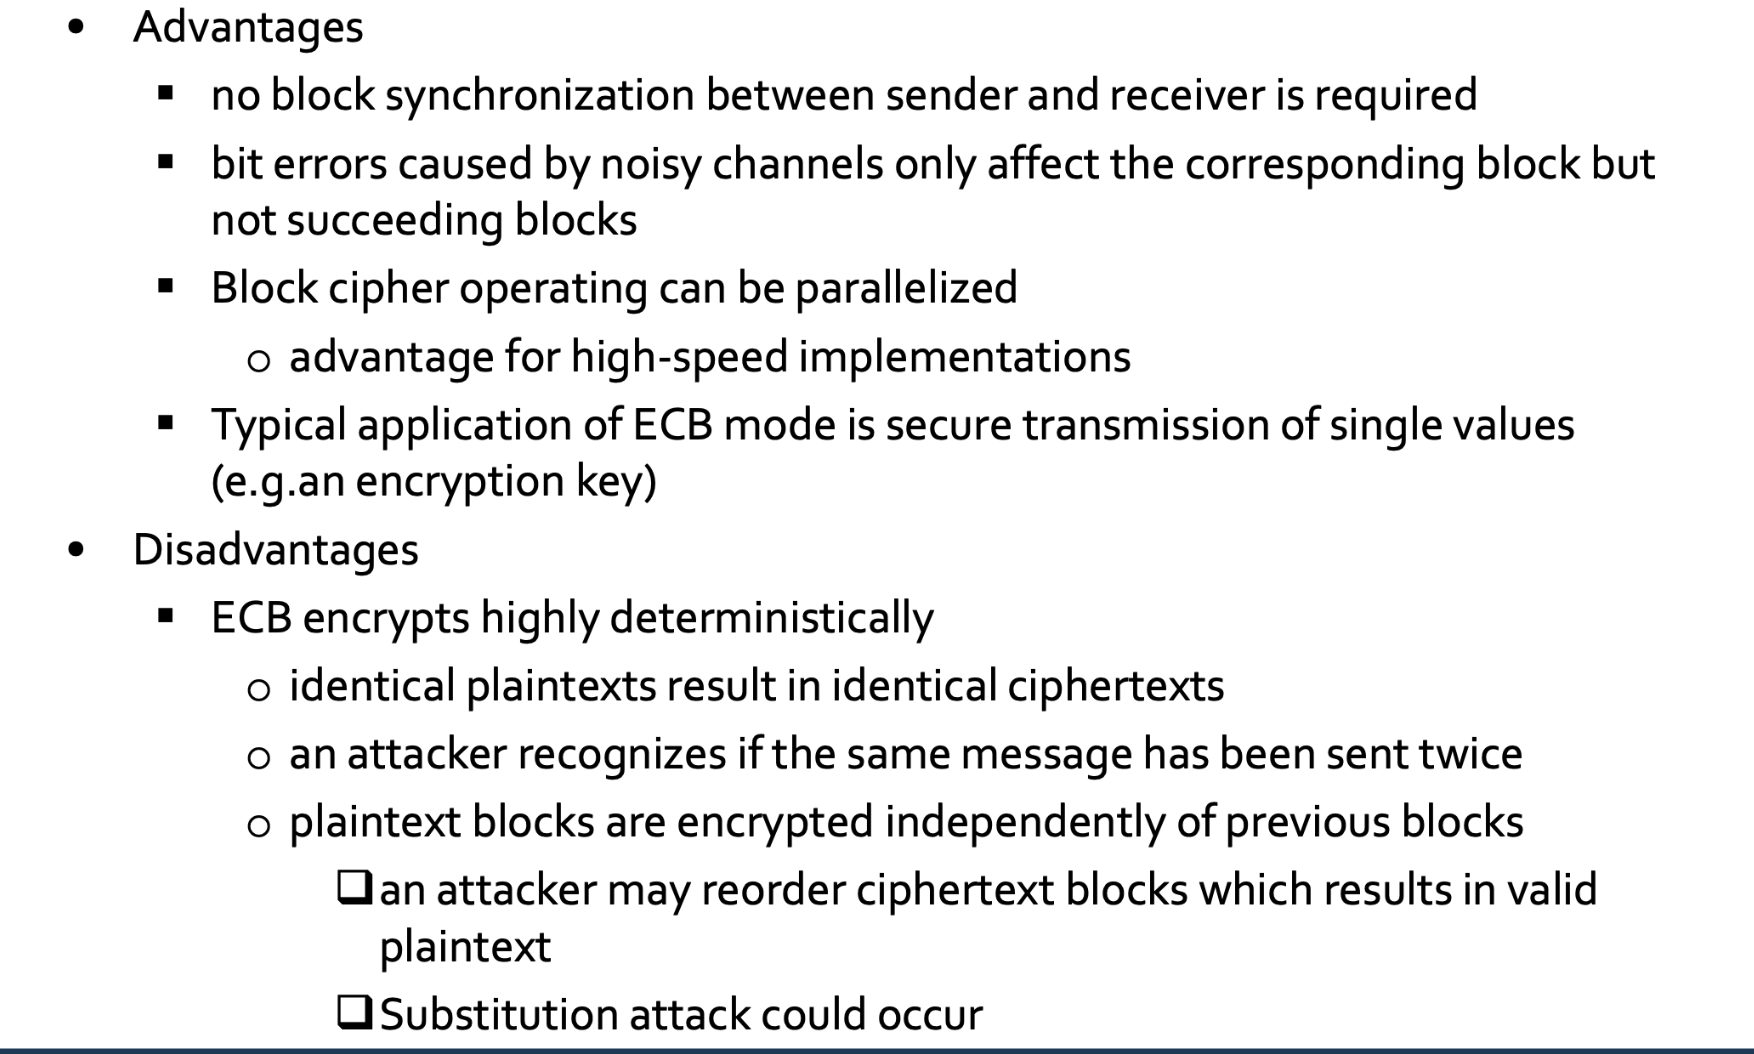 • Advantages
▪ no block synchronization between sender and receiver is required
▪ bit errors caused by noisy channels only affect the corresponding block but
not succeeding blocks
▪ Block cipher operating can be parallelized
o advantage for high-speed implementations
▪ Typical application of ECB mode is secure transmission of single values
(e.g.an encryption key)
• Disadvantages
▪ ECB encrypts highly deterministically
o identical plaintexts result in identical ciphertexts
o an attacker recognizes if the same message has been sent twice
o plaintext blocks are encrypted independently of previous blocks
❑ an attacker may reorder ciphertext blocks which results in valid
plaintext
❑ Substitution attack could occur